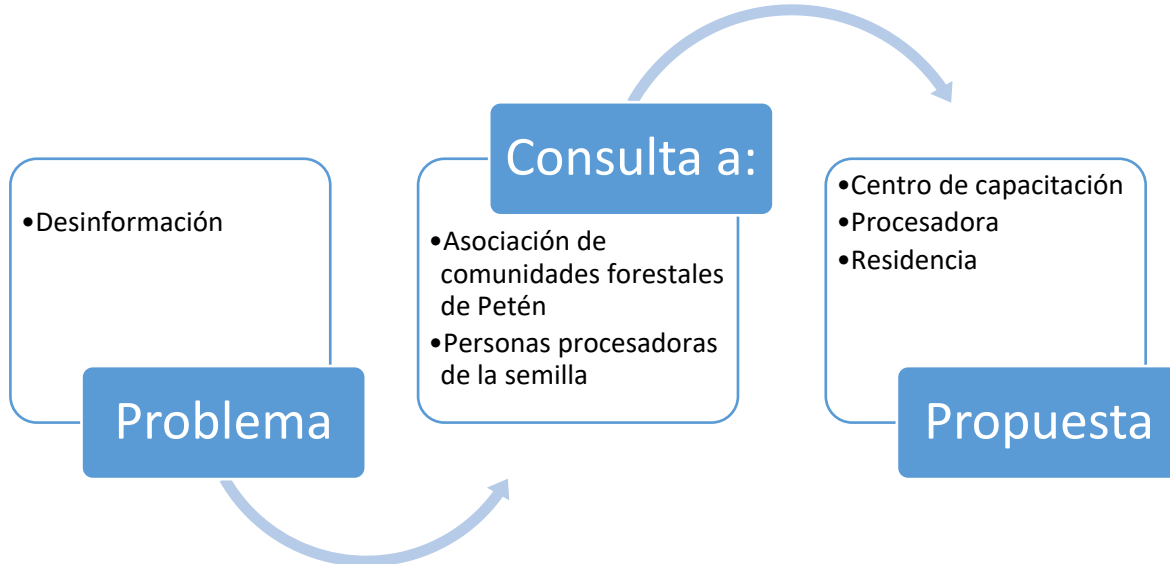 •Desinformación
Problema
Consulta a:
•Asociación de
comunidades forestales
de Petén
•Personas procesadoras
de la semilla
•Centro de capacitación
•Procesadora
•Residencia
Propuesta